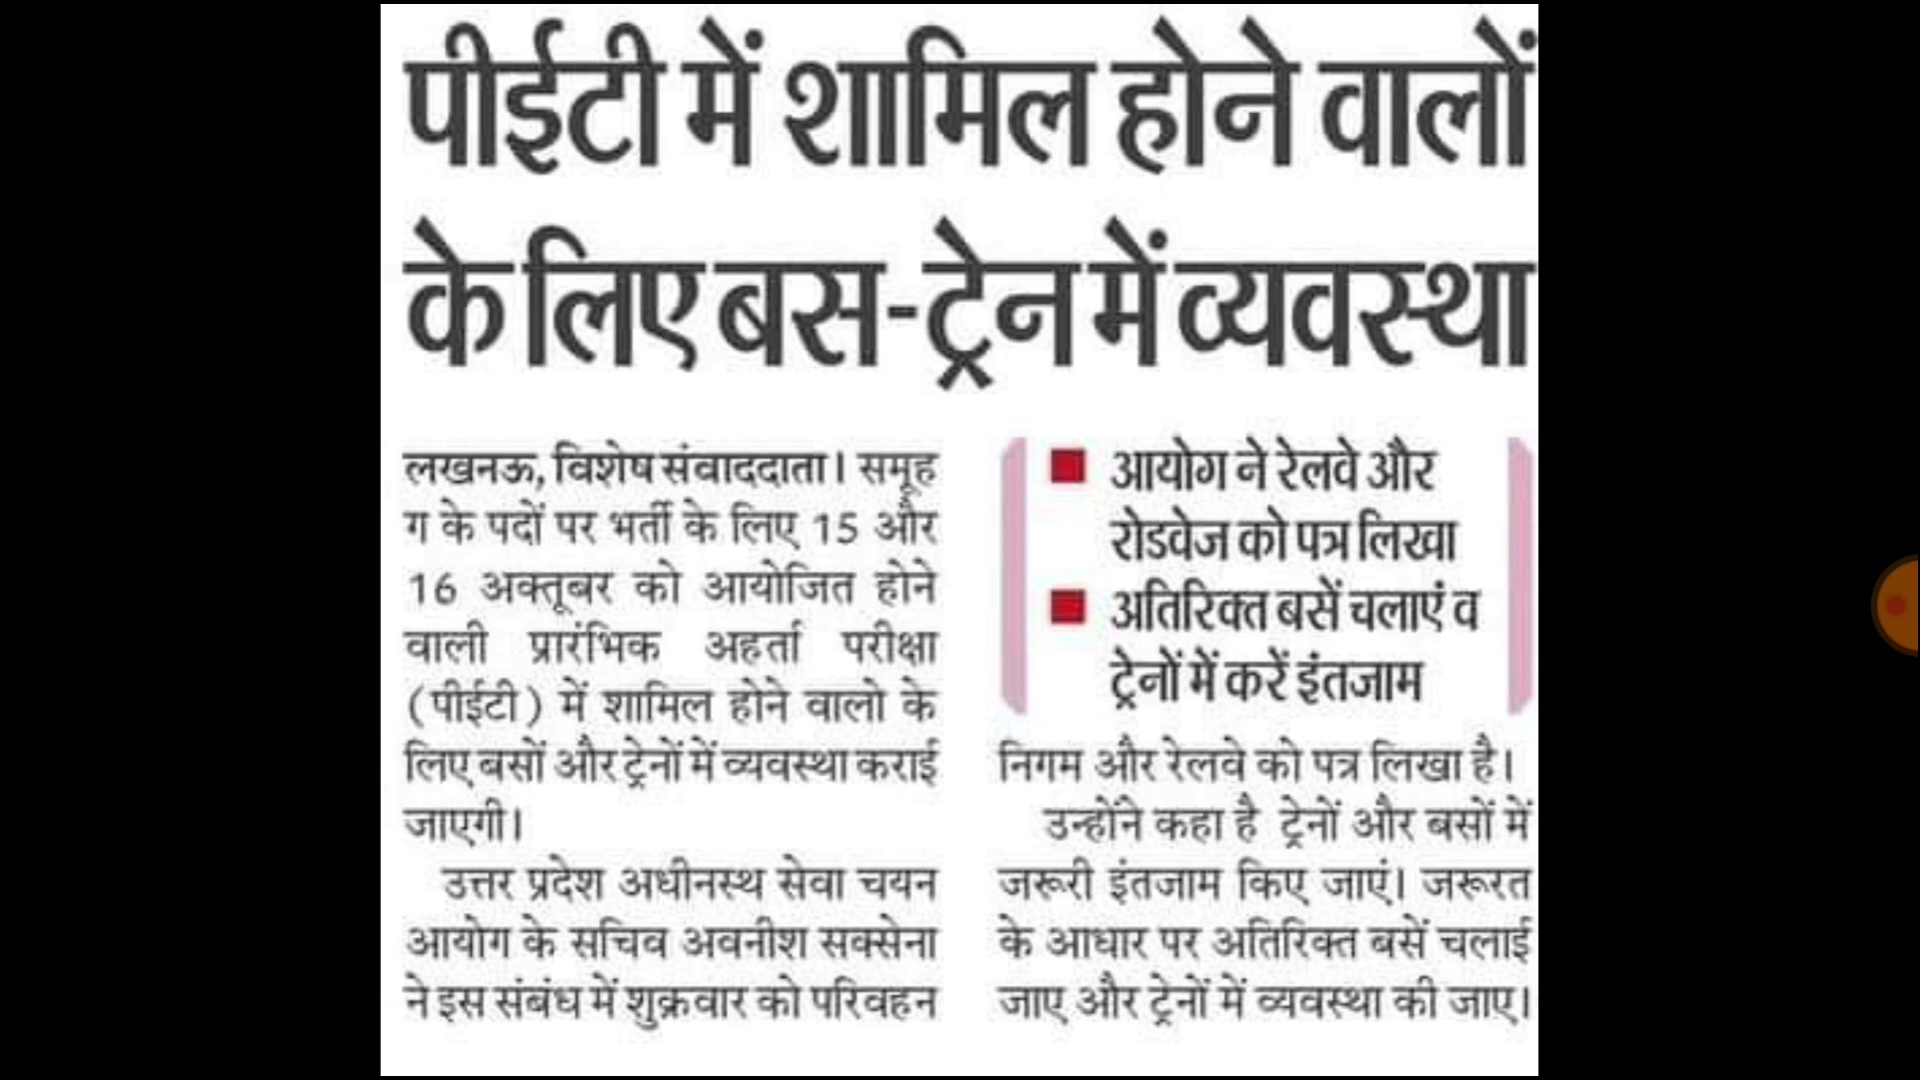 पीईटी में शामिल होने वालों
के लिए बस-ट्रेन में व्यवस्था
लखनऊ, विशेष संवाददाता। समूह
ग के पदों पर भर्ती के लिए 15 और
16 अक्तूबर को आयोजित होने
वाली प्रारंभिक अहर्ता परीक्षा
(पीईटी) में शामिल होने वालो के
लिए बसों और ट्रेनों में व्यवस्था कराई
जाएगी।
उत्तर प्रदेश अधीनस्थ सेवा चयन
आयोग के सचिव अवनीश सक्सेना
ने इस संबंध में शुक्रवार को परिवहन
■ आयोग ने रेलवे और
रोडवेज को पत्र लिखा
■ अतिरिक्त बसें चलाएं व
ट्रेनों में करें इंतजाम
निगम और रेलवे को पत्र लिखा है।
उन्होंने कहा है ट्रेनों और बसों में
जरूरी इंतजाम किए जाएं। जरूरत
के आधार पर अतिरिक्त बसें चलाई
जाए और ट्रेनों में व्यवस्था की जाए।